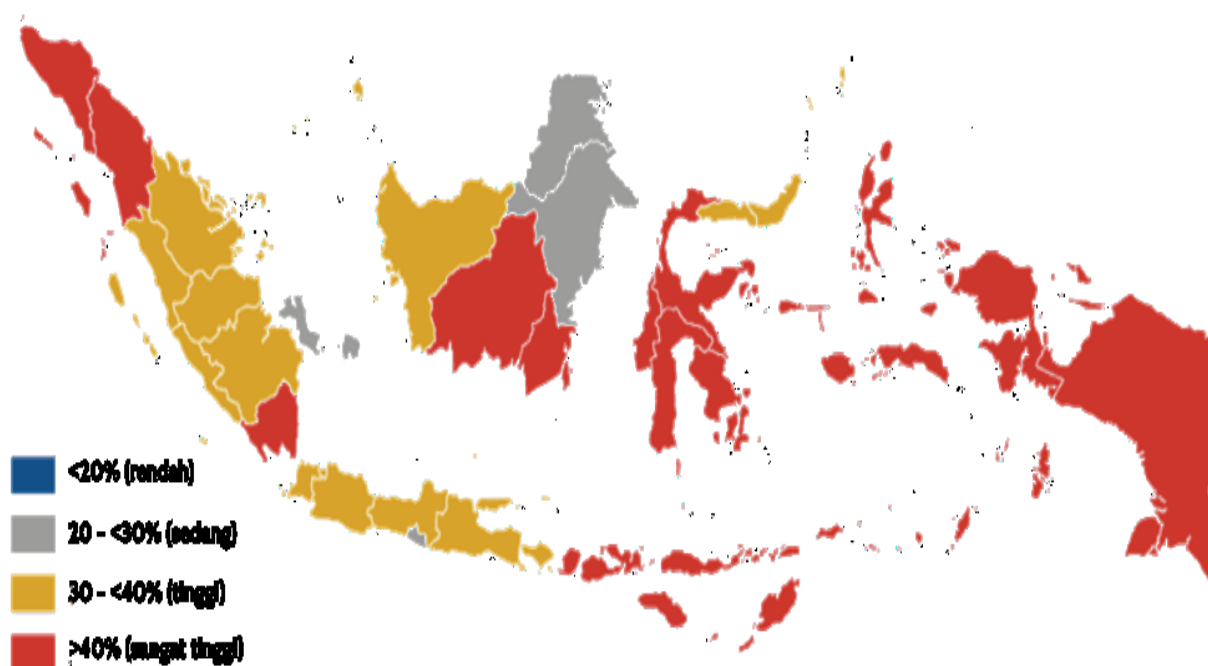 <20% (rendah)
20 - <30% (sedang)
30 - <40% (tinggi)
>40% (sangat tinggi)